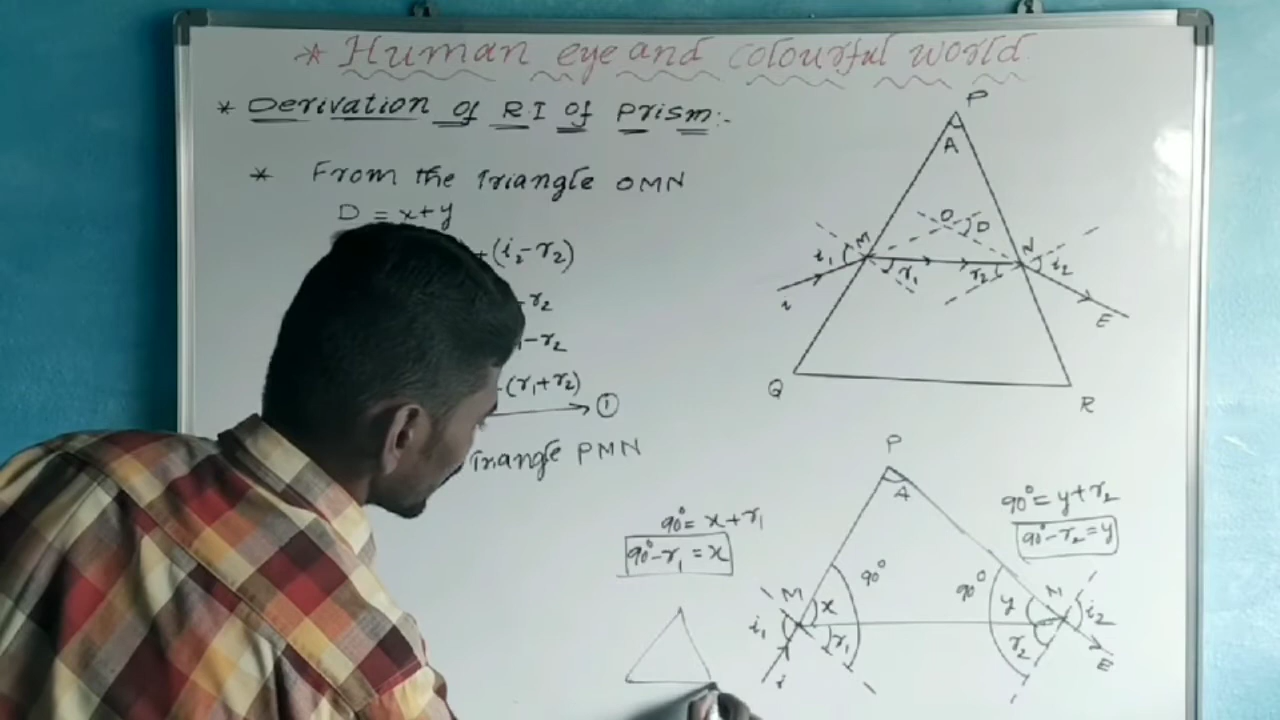 * Human eye and colourful world
* Derivation of R.I of Prism:-
* From the Triangle OMN
D = x+y
+(i₂-r₂)
-r₂
-r₂
-(r₁+r₂)
①
Triangle PMN
P
A
O
D
M
N
i₁
r₁
r₂
i₂
i
E
Q
R
P
A
90° = x+r₁
90°-r₁ = x
90° = y+r₂
90°-r₂ = y
90°
90°
M
x
y
M
i₁
r₁
r₂
i₂
i
E